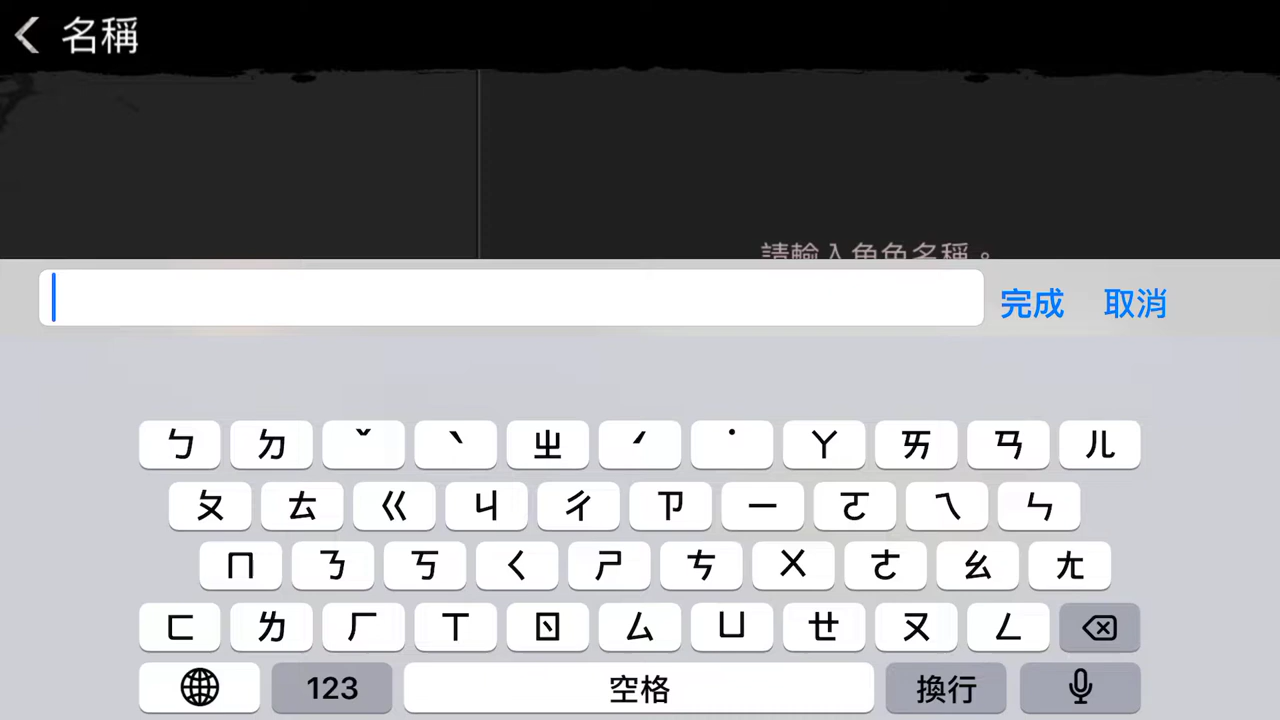 名稱
請輸入角色名稱。
完成 取消
ㄅ ㄉ ˇ ˋ ㄓ ˊ ˙ ㄚ ㄞ ㄢ ㄦ
ㄆ ㄊ ㄍ ㄐ ㄔ ㄗ ㄧ ㄛ ㄟ ㄣ
ㄇ ㄋ ㄎ ㄑ ㄕ ㄘ ㄨ ㄜ ㄠ ㄤ
ㄈ ㄌ ㄏ ㄒ ㄖ ㄙ ㄩ ㄝ ㄡ ㄥ
123 空格 換行